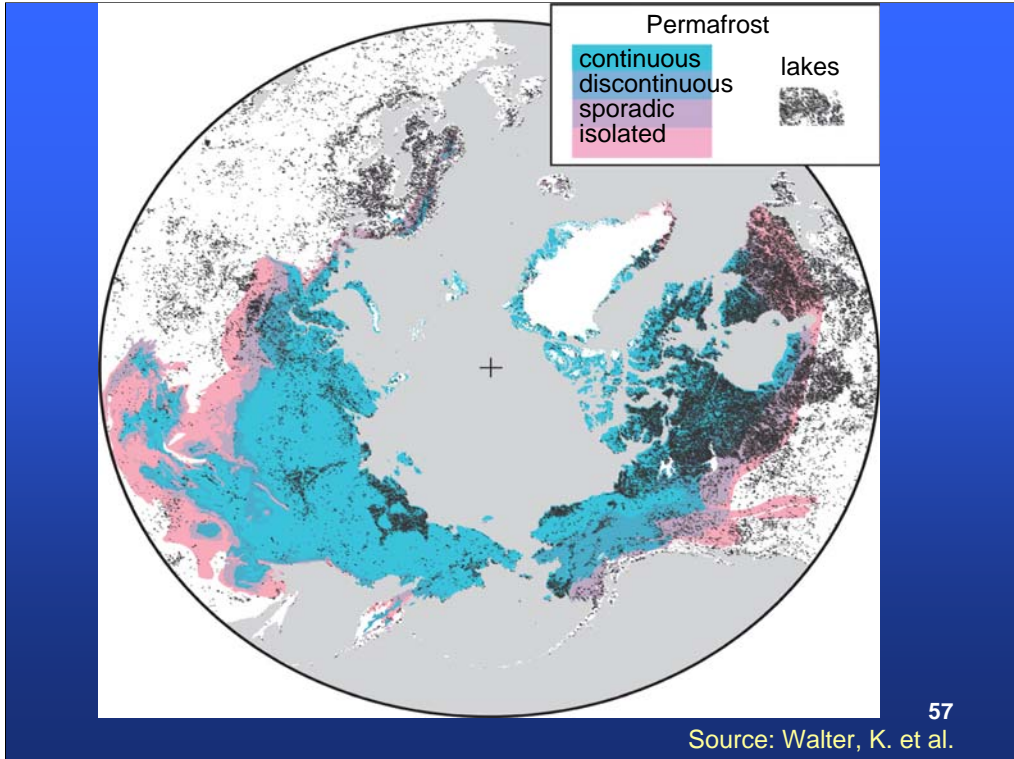 Permafrost
continuous
discontinuous
sporadic
isolated
lakes
57
Source: Walter, K. et al.